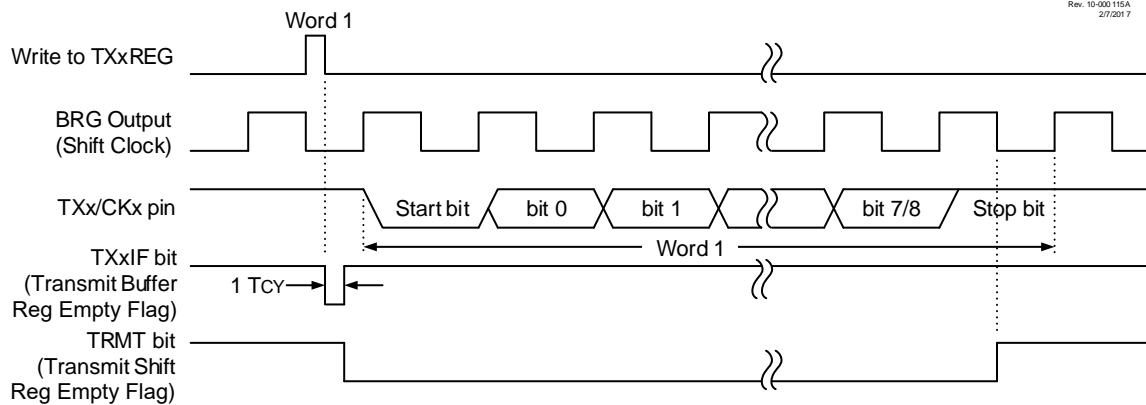 Rev. 10-000 115A
2/7/201 7
Word 1
Write to TXxREG
BRG Output
(Shift Clock)
TXx/CKx pin
Start bit
bit 0
bit 1
bit 7/8
Stop bit
Word 1
TXxIF bit
(Transmit Buffer
Reg Empty Flag)
1 TCY
TRMT bit
(Transmit Shift
Reg Empty Flag)